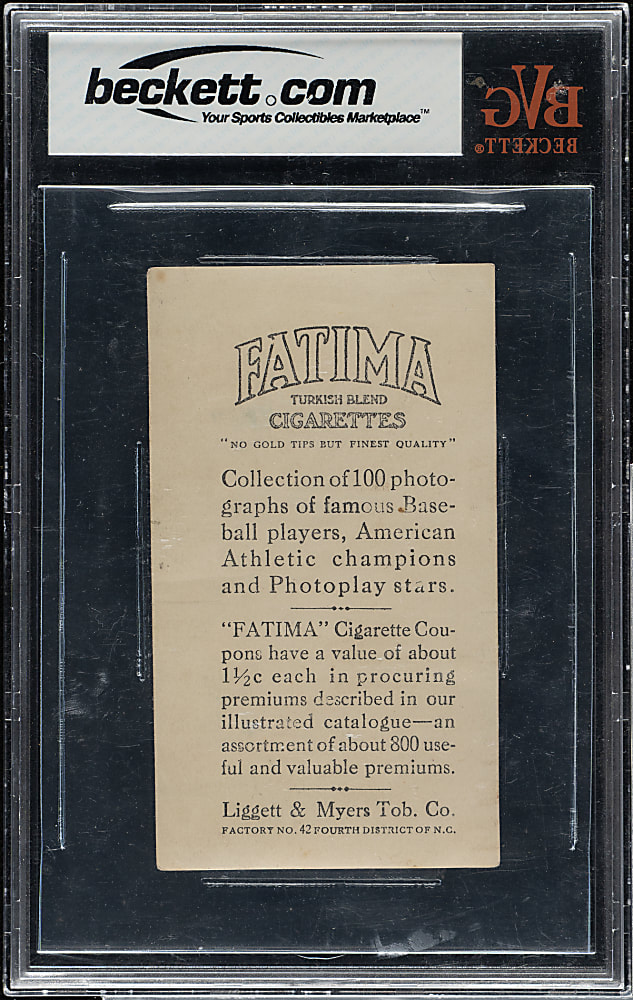 beckett.com
Your Sports Collectibles Marketplace™
BVG
BECKETT®
FATIMA
TURKISH BLEND
CIGARETTES
"NO GOLD TIPS BUT FINEST QUALITY"
Collection of 100 photo-
graphs of famous Base-
ball players, American
Athletic champions
and Photoplay stars.
"FATIMA" Cigarette Cou-
pons have a value of about
1½c each in procuring
premiums described in our
illustrated catalogue—an
assortment of about 800 use-
ful and valuable premiums.
Liggett & Myers Tob. Co.
FACTORY NO. 42 FOURTH DISTRICT OF N.C.